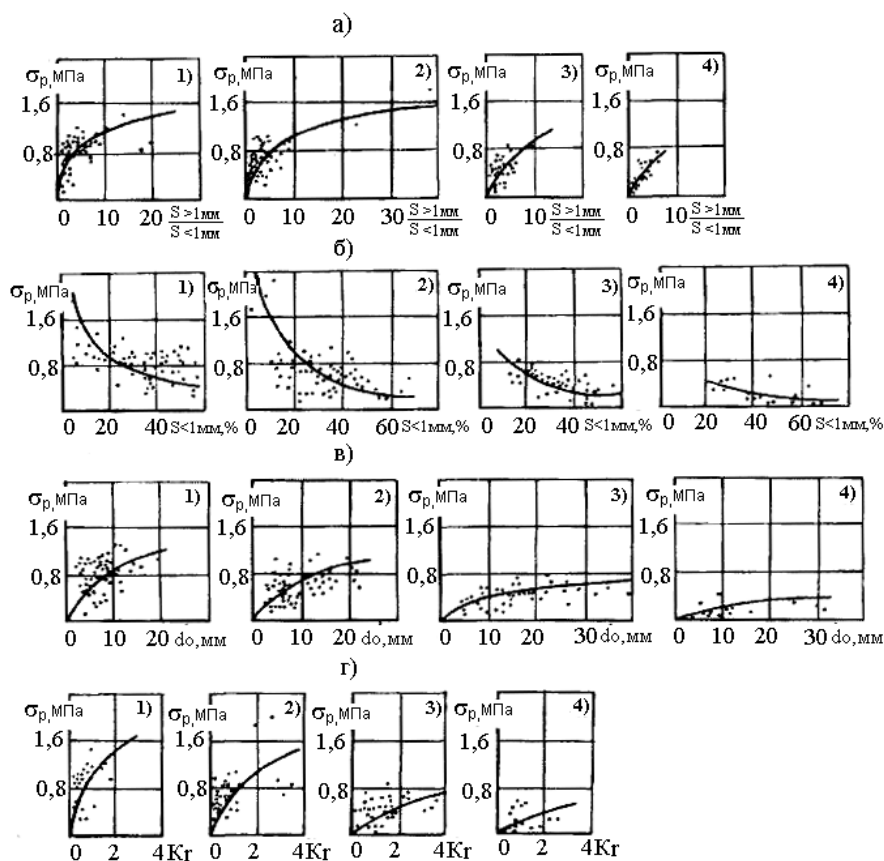 а)
σр,МПа 1) 2) 3) 4)
σр,МПа σр,МПа σр,МПа
1,6 1,6 1,6 1,6
0,8 0,8 0,8 0,8
0 10 20 S >1мм/S <1мм 0 10 20 30 S >1мм/S <1мм 0 10 S >1мм/S <1мм 0 10 S >1мм/S <1мм
б)
σр,МПа 1) σр,МПа 2) σр,МПа 3) σр,МПа 4)
1,6 1,6 1,6 1,6
0,8 0,8 0,8 0,8
0 20 40 S<1мм,% 0 20 40 60 S<1мм,% 0 20 40 S<1мм,% 0 20 40 60 S<1мм,%
в)
σр,МПа 1) σр,МПа 2) σр,МПа 3) σр,МПа 4)
1,6 1,6 1,6 1,6
0,8 0,8 0,8 0,8
0 10 20 do,мм 0 10 20 do,мм 0 10 20 30 do,мм 0 10 20 30 do,мм
г)
σр,МПа 1) σр,МПа 2) σр,МПа 3) σр,МПа 4)
1,6 1,6 1,6 1,6
0,8 0,8 0,8 0,8
0 2 4 Kr 0 2 4 Kr 0 2 4 Kr 0 2 4 Kr